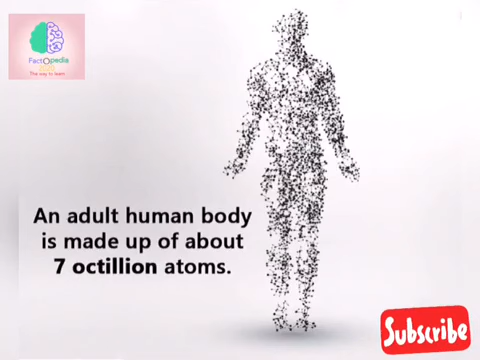 FactOpedia
The way to learn
An adult human body
is made up of about
7 octillion atoms.
Subscribe